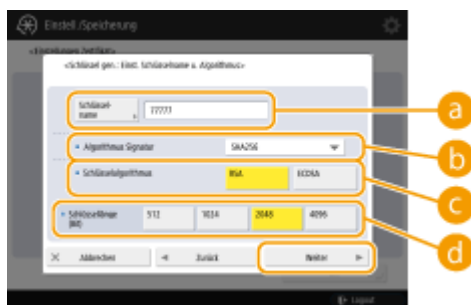 Einstell./Speicherung
<Einstellungen Zertifikat>
<Schlüssel gen.: Einst. Schlüsselname u. Algorithmus>
Schlüssel-
name
77777
a
Algorithmus Signatur SHA256
b
Schlüsselalgorithmus RSA ECDSA
c
Schlüssellänge
(Bit)
512 1024 2048 4096
d
Abbrechen Zurück Weiter
Logout